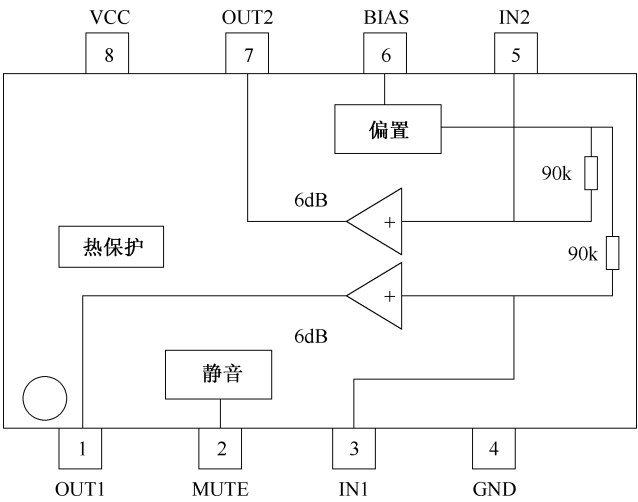 VCC OUT2 BIAS IN2
8 7 6 5
偏置
90k
6dB
+
热保护
90k
+
6dB
静音
1 2 3 4
OUT1 MUTE IN1 GND